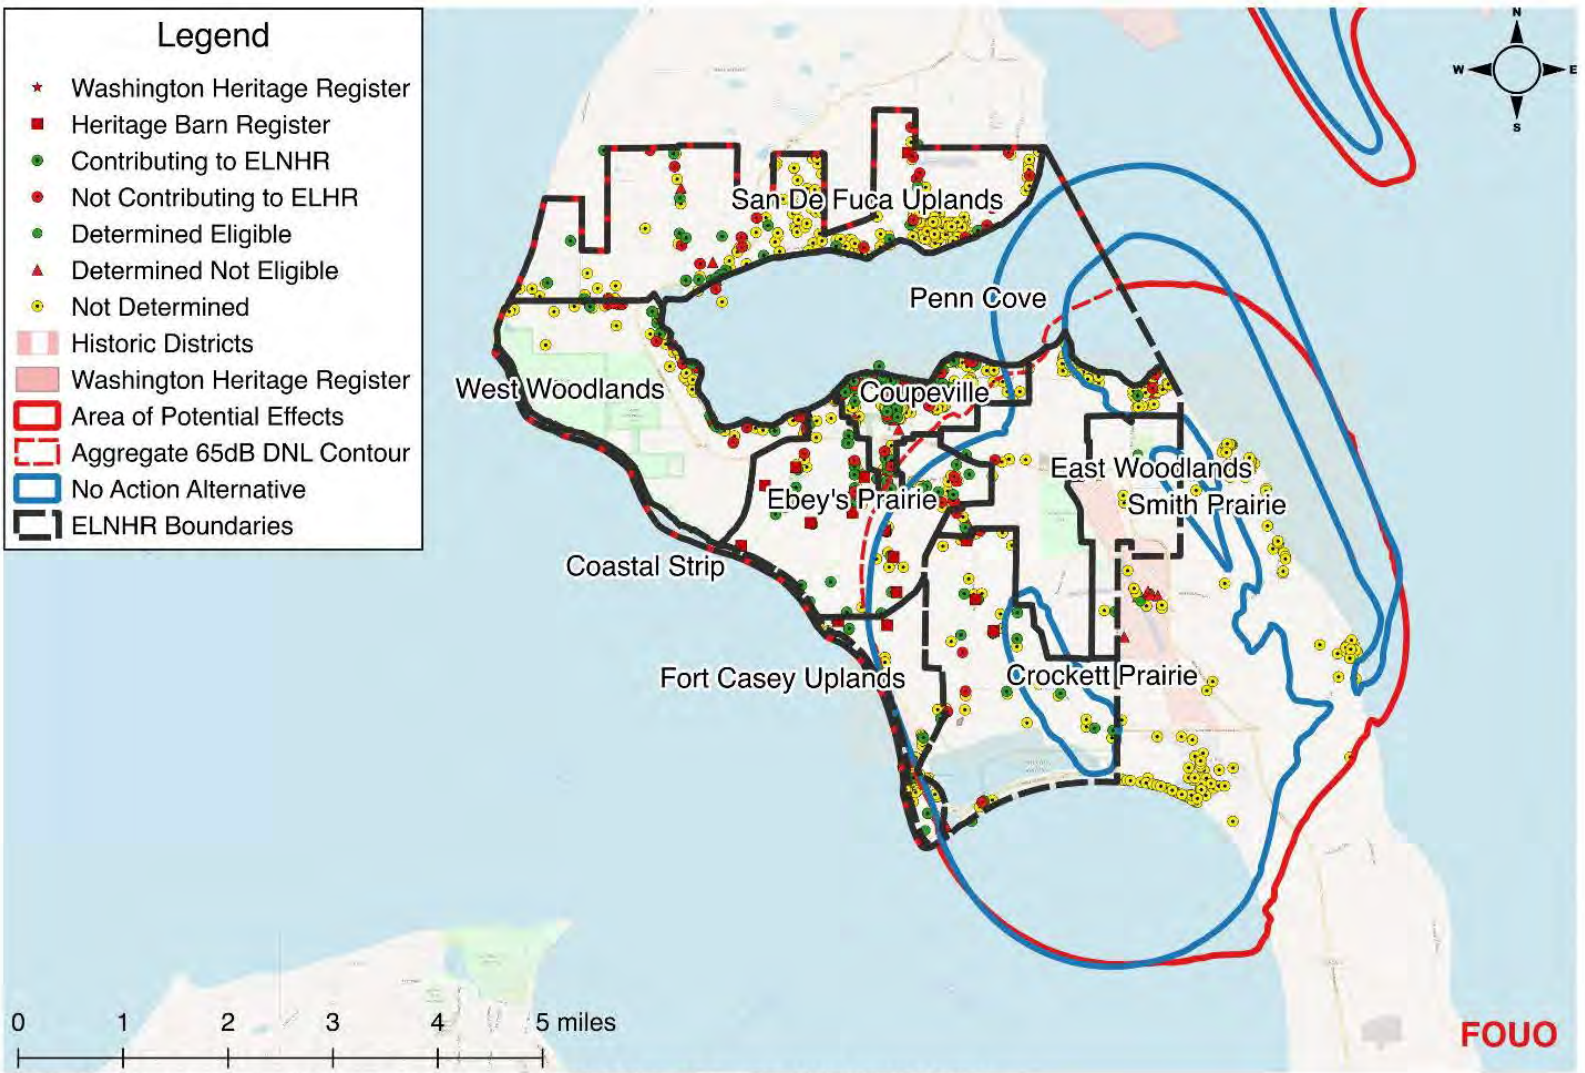 Legend
Washington Heritage Register
Heritage Barn Register
Contributing to ELNHR
Not Contributing to ELHR
Determined Eligible
Determined Not Eligible
Not Determined
Historic Districts
Washington Heritage Register
Area of Potential Effects
Aggregate 65dB DNL Contour
No Action Alternative
ELNHR Boundaries
N
W
E
S
San De Fuca Uplands
Penn Cove
West Woodlands
Coupeville
East Woodlands
Ebey's Prairie
Smith Prairie
Coastal Strip
Fort Casey Uplands
Crockett Prairie
0 1 2 3 4 5 miles
FOUO